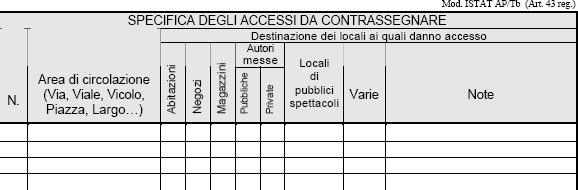 Mod. ISTAT AP/Tb (Art. 43 reg.)
SPECIFICA DEGLI ACCESSI DA CONTRASSEGNARE
Destinazione dei locali ai quali danno accesso
N.
Area di circolazione
(Via, Viale, Vicolo,
Piazza, Largo…)
Abitazioni
Negozi
Magazzini
Autori
messe
Pubbliche
Private
Locali
di
pubblici
spettacoli
Varie
Note